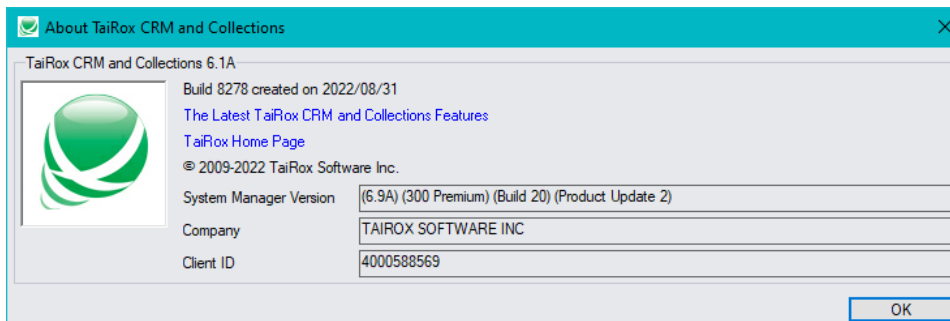 About TaiRox CRM and Collections
TaiRox CRM and Collections 6.1A
Build 8278 created on 2022/08/31
The Latest TaiRox CRM and Collections Features
TaiRox Home Page
© 2009-2022 TaiRox Software Inc.
System Manager Version (6.9A) (300 Premium) (Build 20) (Product Update 2)
Company TAIROX SOFTWARE INC
Client ID 4000588569
OK